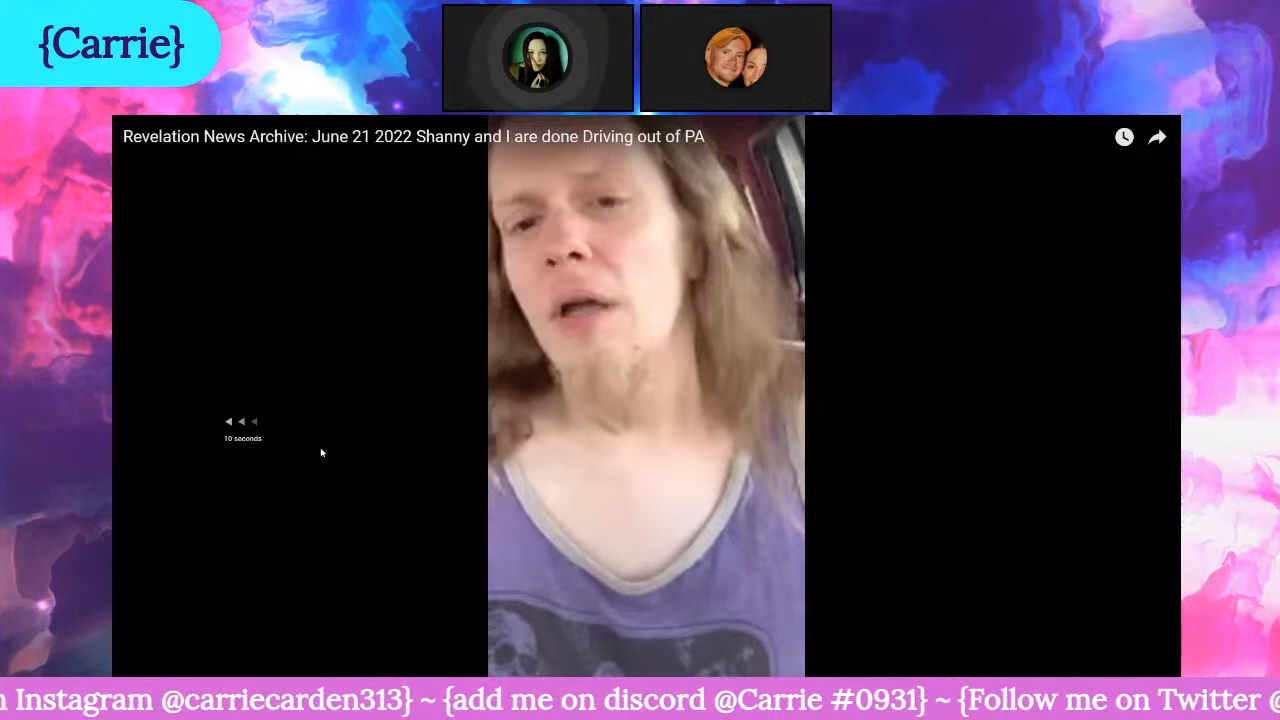 {Carrie}
Revelation News Archive: June 21 2022 Shanny and I are done Driving out of PA
10 seconds
n Instagram @carriecarden313} ~ {add me on discord @Carrie #0931} ~ {Follow me on Twitter @